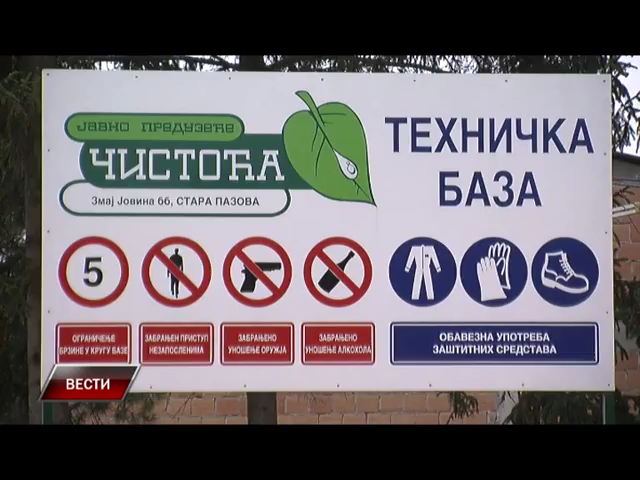 ЈАВНО ПРЕДУЗЕЋЕ
ЧИСТОЋА
Змај Јовина 66, СТАРА ПАЗОВА
ТЕХНИЧКА
БАЗА
5
ОГРАНИЧЕЊЕ
БРЗИНЕ У КРУГУ БАЗЕ
ЗАБРАЊЕН ПРИСТУП
НЕЗАПОСЛЕНИМА
ЗАБРАЊЕНО
УНОШЕЊЕ ОРУЖЈА
ЗАБРАЊЕНО
УНОШЕЊЕ АЛКОХОЛА
ОБАВЕЗНА УПОТРЕБА
ЗАШТИТНИХ СРЕДСТАВА
ВЕСТИ